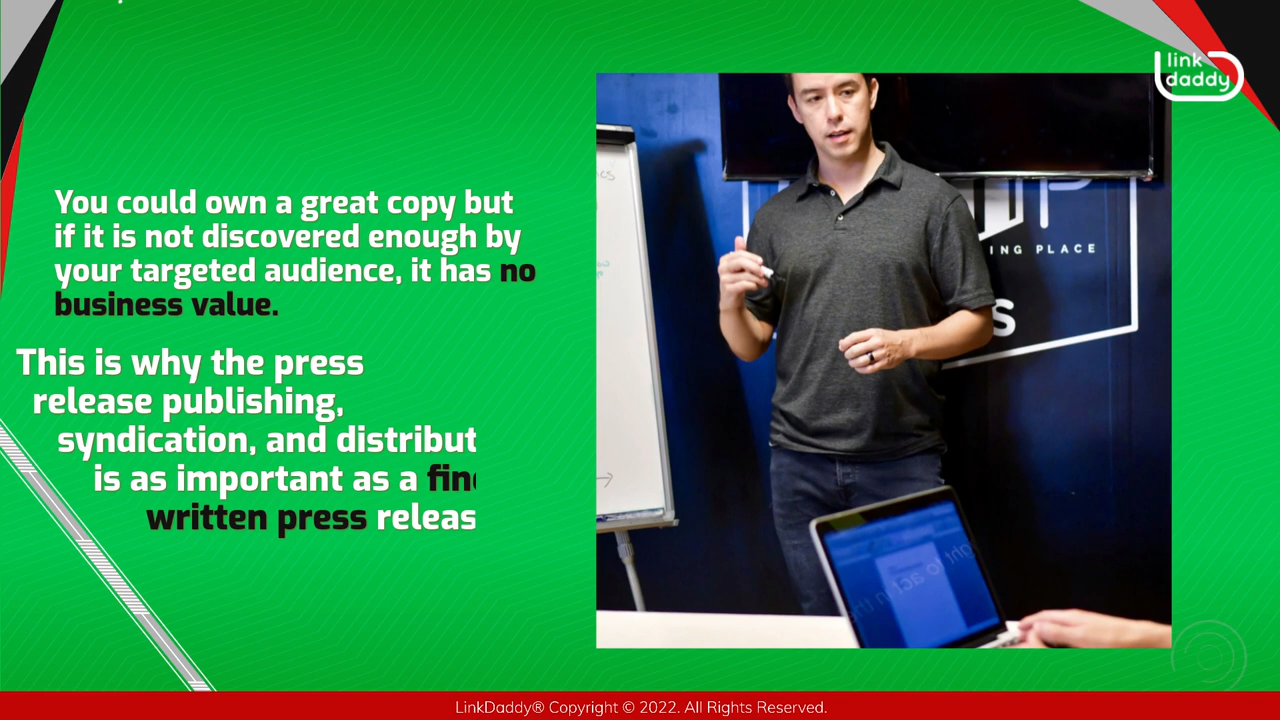 link
daddy
You could own a great copy but
if it is not discovered enough by
your targeted audience, it has no
business value.
This is why the press
release publishing,
syndication, and distribut
is as important as a fin
written press releas
ING PLACE
S
LinkDaddy® Copyright © 2022. All Rights Reserved.